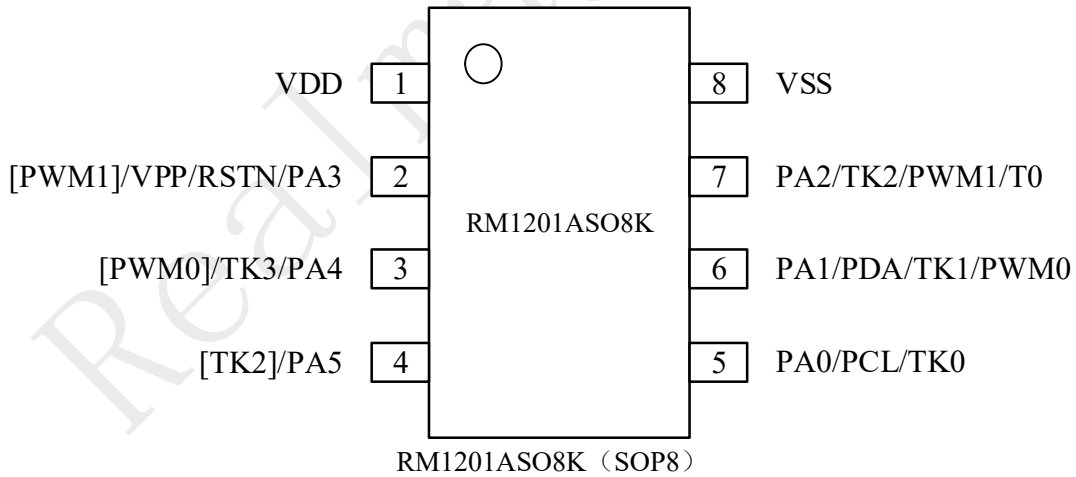 VDD 1 8 VSS
[PWM1]/VPP/RSTN/PA3 2 7 PA2/TK2/PWM1/T0
RM1201ASO8K
[PWM0]/TK3/PA4 3 6 PA1/PDA/TK1/PWM0
[TK2]/PA5 4 5 PA0/PCL/TK0
RM1201ASO8K（SOP8）